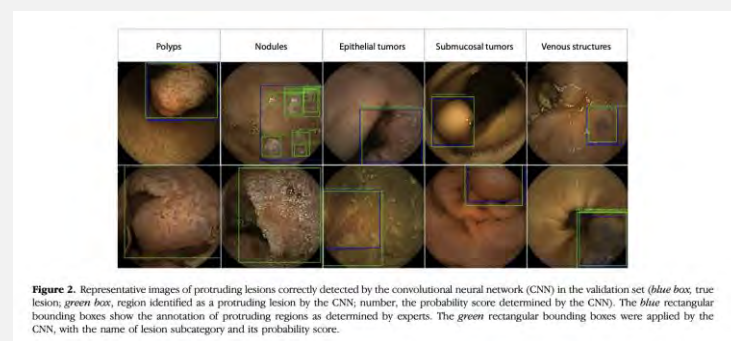 Polyps Nodules Epithelial tumors Submucosal tumors Venous structures
Figure 2. Representative images of protruding lesions correctly detected by the convolutional neural network (CNN) in the validation set (blue box, true
lesion; green box, region identified as a protruding lesion by the CNN; number, the probability score determined by the CNN). The blue rectangular
bounding boxes show the annotation of protruding regions as determined by experts. The green rectangular bounding boxes were applied by the
CNN, with the name of lesion subcategory and its probability score.